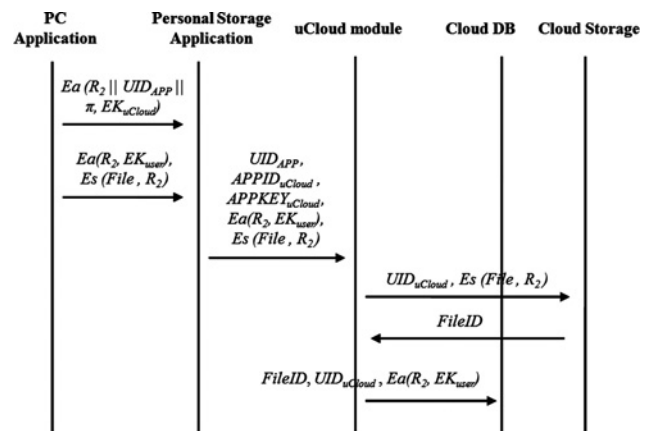 PC Application
Personal Storage Application
uCloud module
Cloud DB
Cloud Storage
Ea (R2 || UIDAPP ||
π, EKuCloud)
Ea(R2, EKuser),
Es (File , R2)
UIDAPP,
APPIDuCloud,
APPKEYuCloud,
Ea(R2, EKuser),
Es (File , R2)
UIDuCloud , Es (File , R2)
FileID
FileID, UIDuCloud , Ea(R2, EKuser)